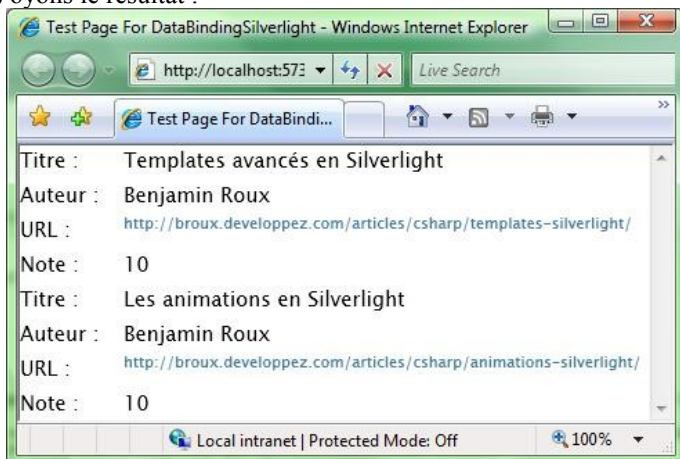 oyons le résultat :
Test Page For DataBindingSilverlight - Windows Internet Explorer
http://localhost:573
Live Search
Test Page For DataBindi...
Titre : Templates avancés en Silverlight
Auteur : Benjamin Roux
URL : http://broux.developpez.com/articles/csharp/templates-silverlight/
Note : 10
Titre : Les animations en Silverlight
Auteur : Benjamin Roux
URL : http://broux.developpez.com/articles/csharp/animations-silverlight/
Note : 10
Local intranet | Protected Mode: Off 100%